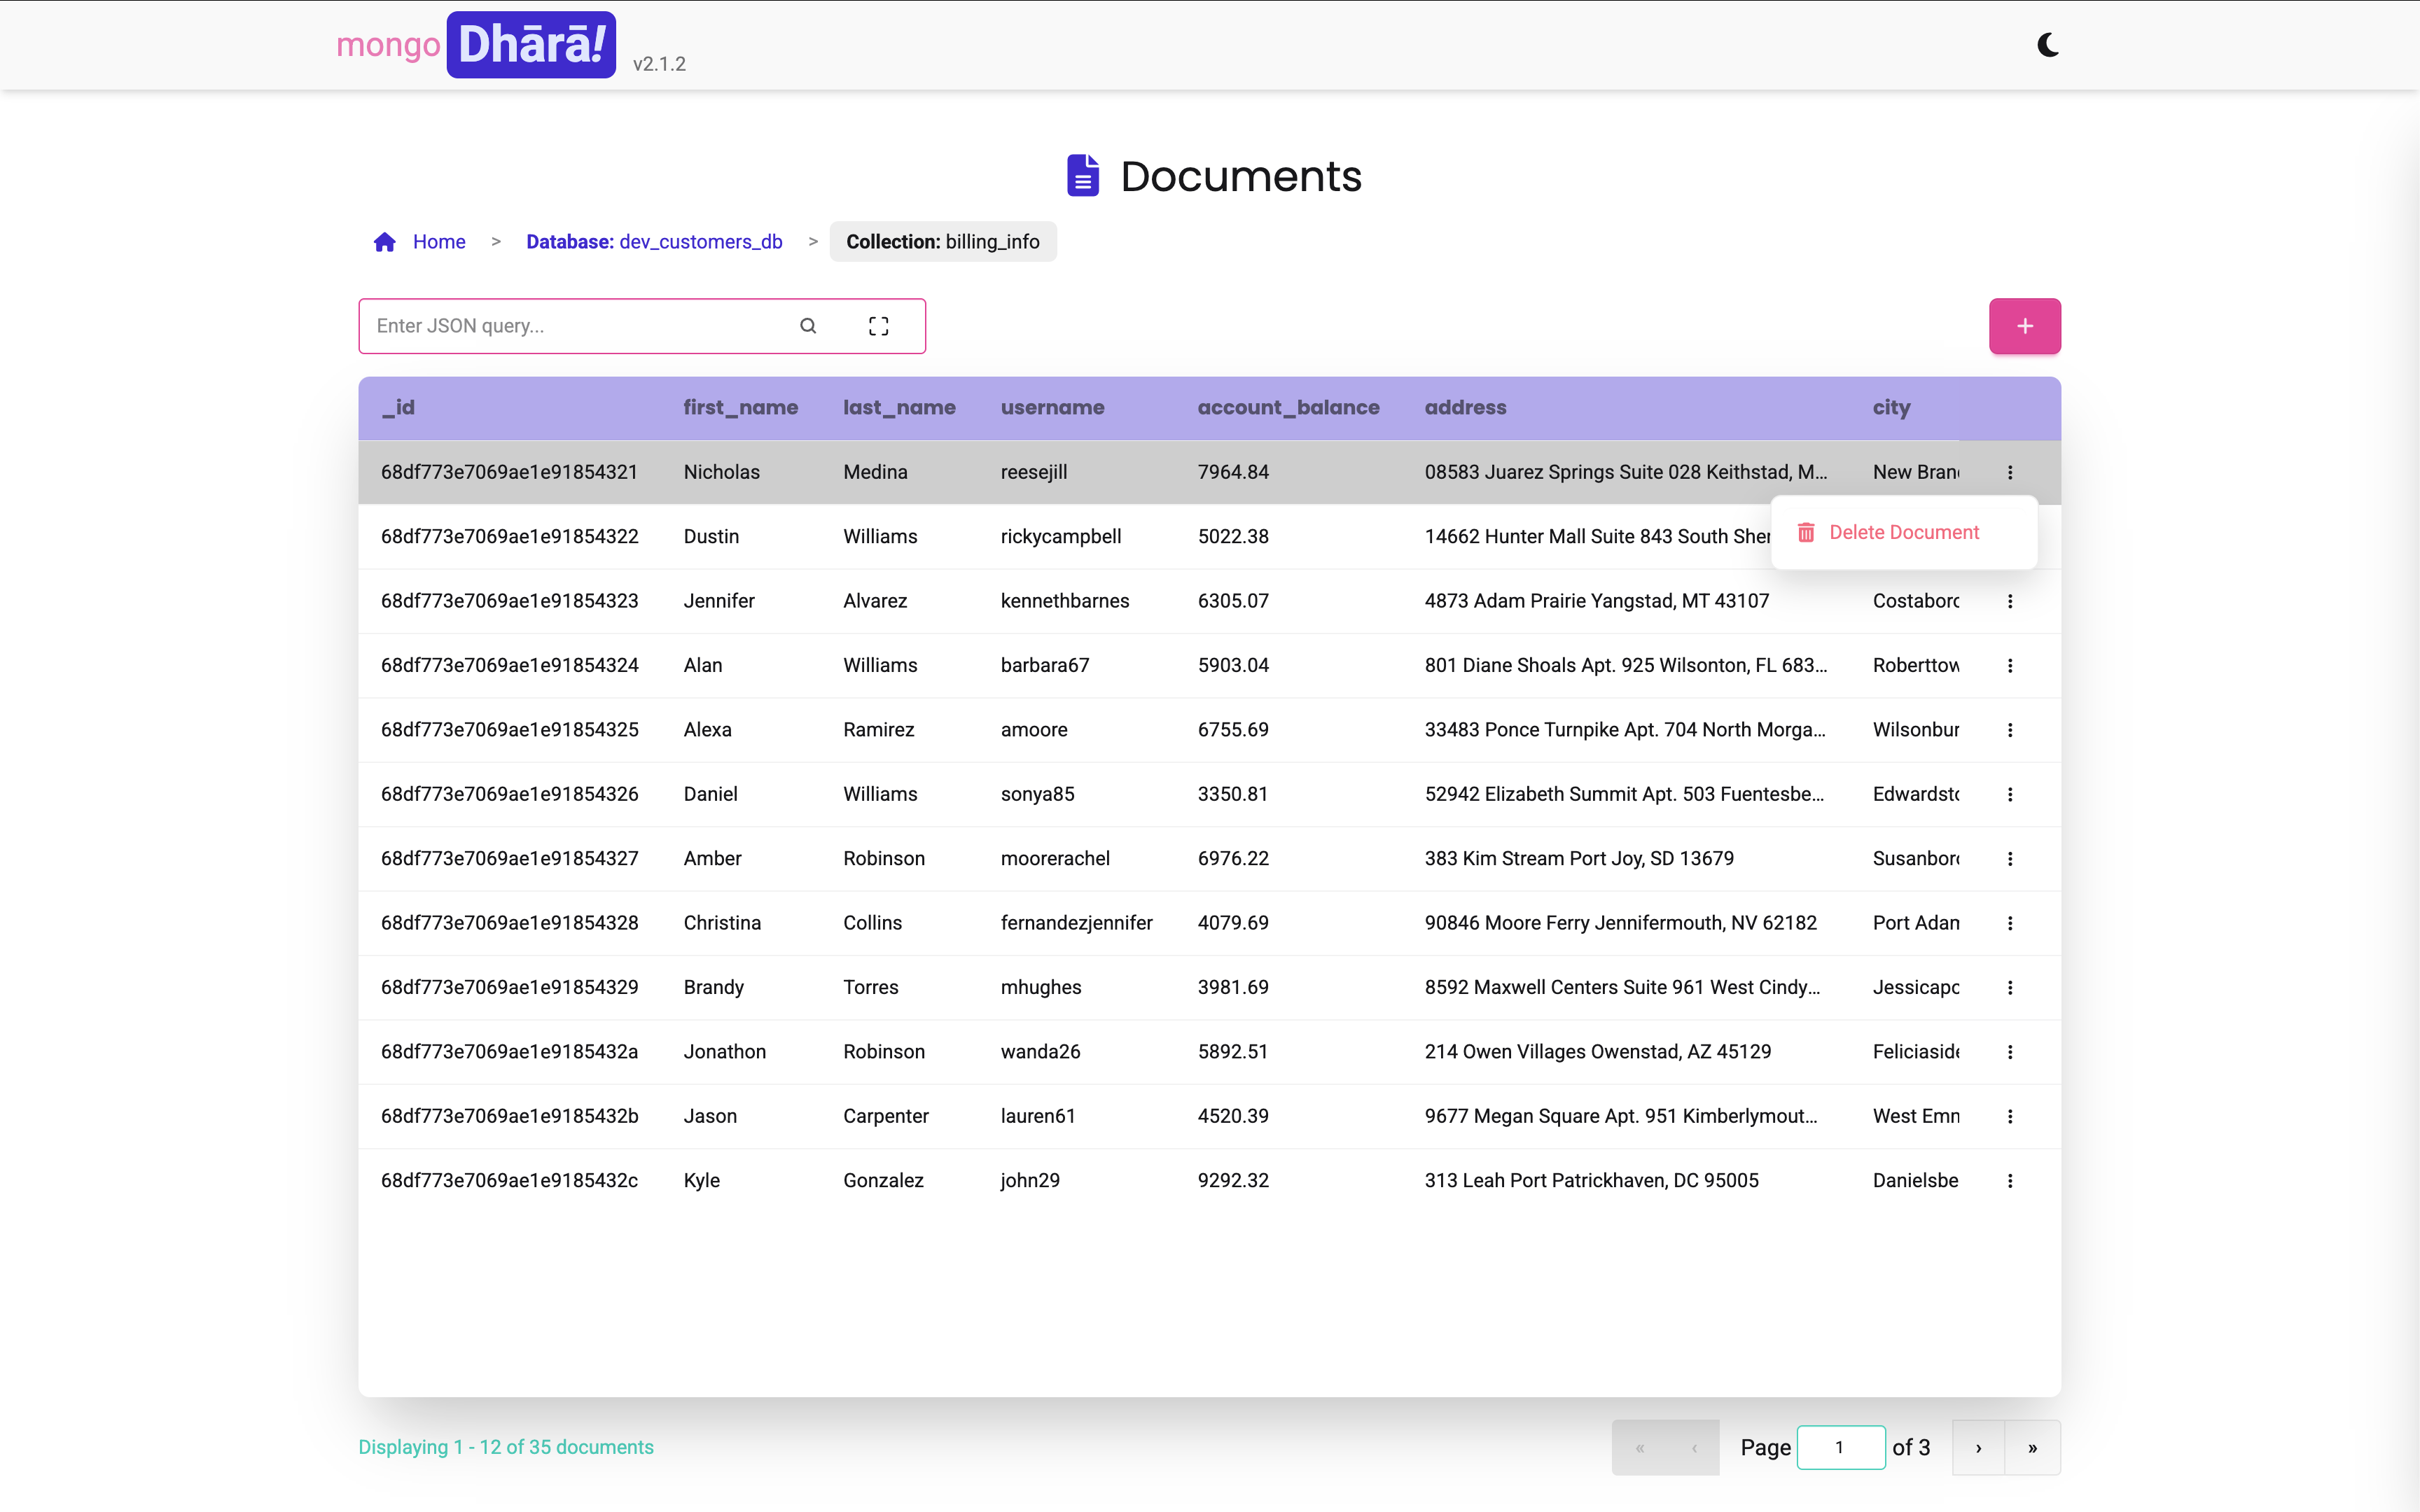 mongo Dhārā! v2.1.2
Documents
Home > Database: dev_customers_db > Collection: billing_info
Enter JSON query...
+
_id first_name last_name username account_balance address city
68df773e7069ae1e91854321 Nicholas Medina reesejill 7964.84 08583 Juarez Springs Suite 028 Keithstad, M... New Bran
Delete Document
68df773e7069ae1e91854322 Dustin Williams rickycampbell 5022.38 14662 Hunter Mall Suite 843 South Sher
68df773e7069ae1e91854323 Jennifer Alvarez kennethbarnes 6305.07 4873 Adam Prairie Yangstad, MT 43107 Costaboro
68df773e7069ae1e91854324 Alan Williams barbara67 5903.04 801 Diane Shoals Apt. 925 Wilsonton, FL 683... Roberttow
68df773e7069ae1e91854325 Alexa Ramirez amoore 6755.69 33483 Ponce Turnpike Apt. 704 North Morga... Wilsonbur
68df773e7069ae1e91854326 Daniel Williams sonya85 3350.81 52942 Elizabeth Summit Apt. 503 Fuentesbe... Edwardsto
68df773e7069ae1e91854327 Amber Robinson moorerachel 6976.22 383 Kim Stream Port Joy, SD 13679 Susanboro
68df773e7069ae1e91854328 Christina Collins fernandezjennifer 4079.69 90846 Moore Ferry Jennifermouth, NV 62182 Port Adam
68df773e7069ae1e91854329 Brandy Torres mhughes 3981.69 8592 Maxwell Centers Suite 961 West Cindy... Jessicapo
68df773e7069ae1e9185432a Jonathon Robinson wanda26 5892.51 214 Owen Villages Owenstad, AZ 45129 Feliciaside
68df773e7069ae1e9185432b Jason Carpenter lauren61 4520.39 9677 Megan Square Apt. 951 Kimberlymout... West Emm
68df773e7069ae1e9185432c Kyle Gonzalez john29 9292.32 313 Leah Port Patrickhaven, DC 95005 Danielsbe
Displaying 1 - 12 of 35 documents « ‹ Page 1 of 3 › »